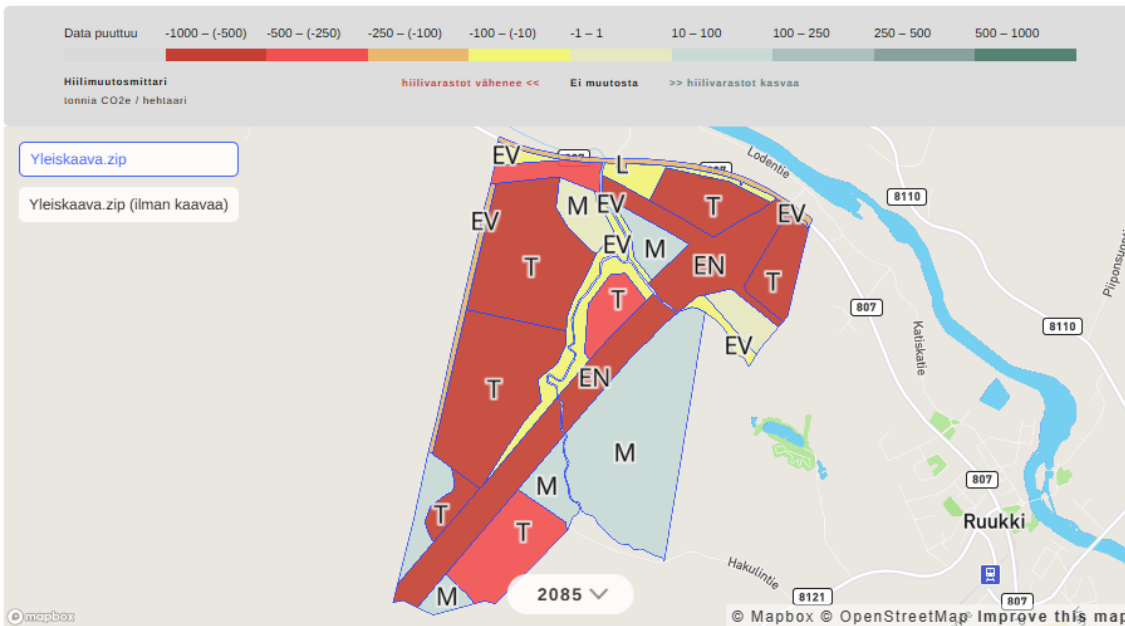 Data puuttuu -1000 – (-500) -500 – (-250) -250 – (-100) -100 – (-10) -1 – 1 10 – 100 100 – 250 250 – 500 500 – 1000
Hiilimuutosmittari
hiilivarastot vähenee << Ei muutosta >> hiilivarastot kasvaa
tonnia CO2e / hehtaari
Yleiskaava.zip
Yleiskaava.zip (ilman kaavaa)
EV
L
Lodentie
8110
M
EV
T
EV
EV
EV
M
T
EN
T
T
Piiponsuonti
807
8110
Katiskatie
EV
T
EN
M
807
M
T
T
Ruukki
Hakulintie
M
2085
8121
807
mapbox
© Mapbox © OpenStreetMap Improve this map